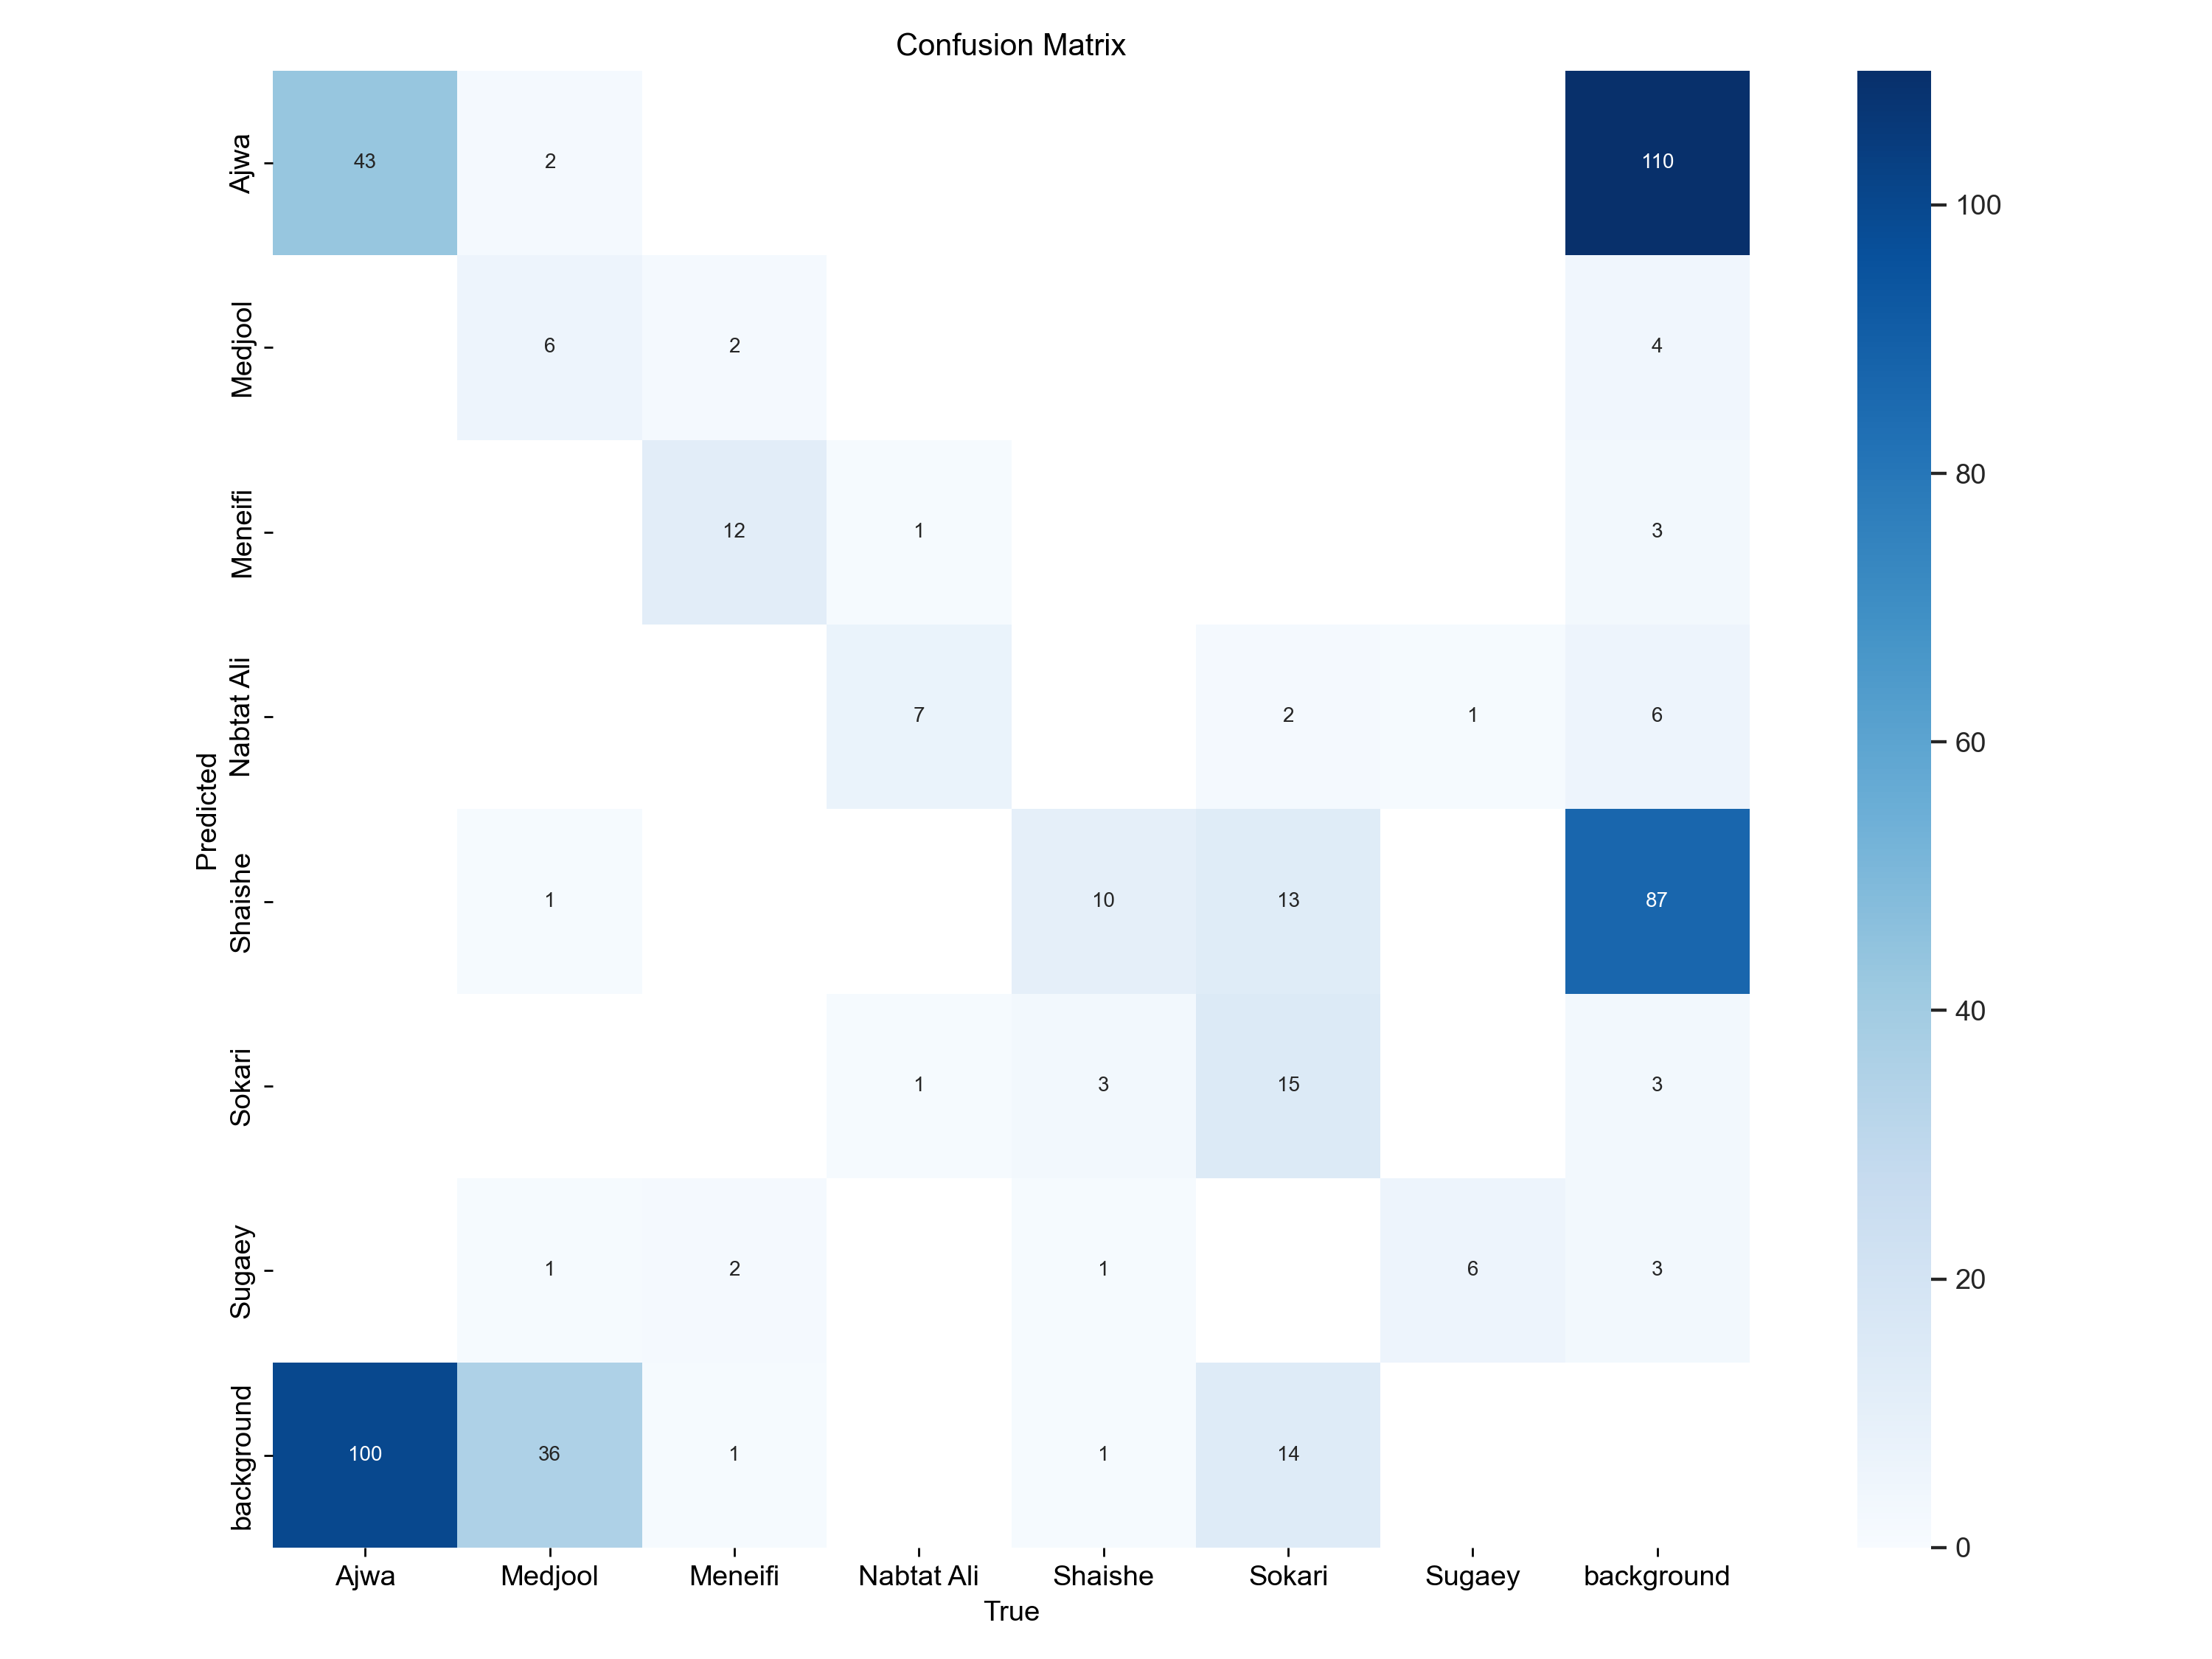 Confusion Matrix
Ajwa 43 2 110 100
Medjool 6 2 4 80
Meneifi 12 1 3
Nabtat Ali 7 2 1 6 60
Predicted
Shaishe 1 10 13 87
Sokari 1 3 15 3 40
Sugaey 1 2 1 6 3 20
background 100 36 1 1 14 0
Ajwa Medjool Meneifi Nabtat Ali Shaishe Sokari Sugaey background
True